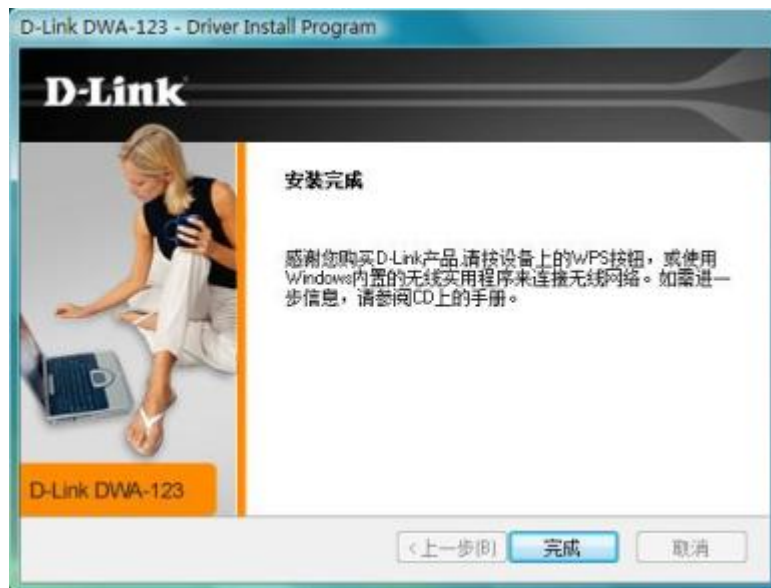 D-Link DWA-123 - Driver Install Program
D-Link
安装完成
感谢您购买D-Link产品.请按设备上的WPS按钮，或使用
Windows内置的无线实用程序来连接无线网络。如需进一
步信息，请参阅CD上的手册。
D-Link DWA-123
<上一步(B)
完成
取消